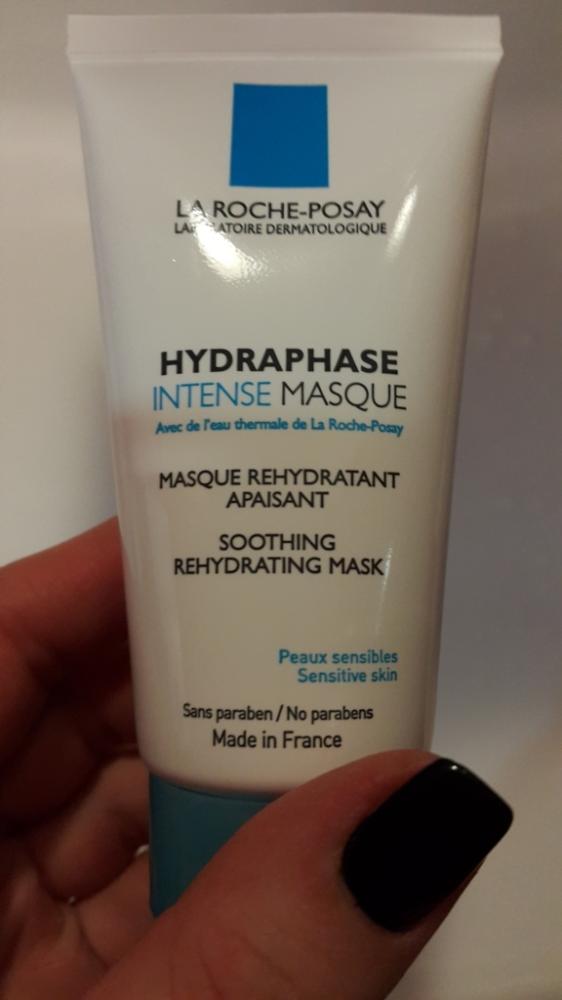 LA ROCHE-POSAY
LABORATOIRE DERMATOLOGIQUE
HYDRAPHASE
INTENSE MASQUE
Avec de l'eau thermale de La Roche-Posay
MASQUE REHYDRATANT
APAISANT
SOOTHING
REHYDRATING MASK
Peaux sensibles
Sensitive skin
Sans paraben / No parabens
Made in France